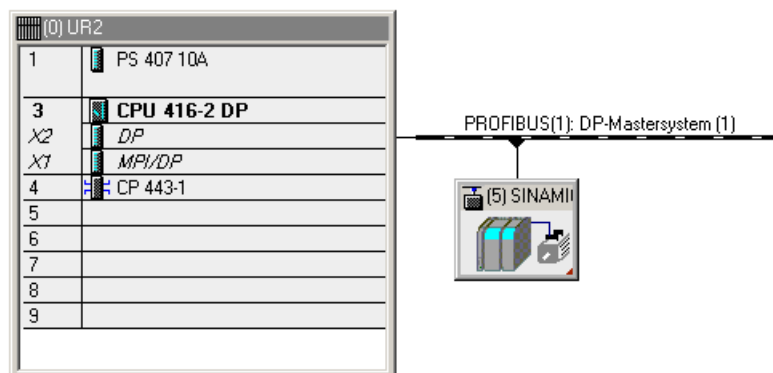 (0) UR2
1 PS 407 10A
3 CPU 416-2 DP
X2 DP
X1 MPI/DP
4 CP 443-1
5
6
7
8
9
PROFIBUS(1): DP-Mastersystem (1)
(5) SINAMI